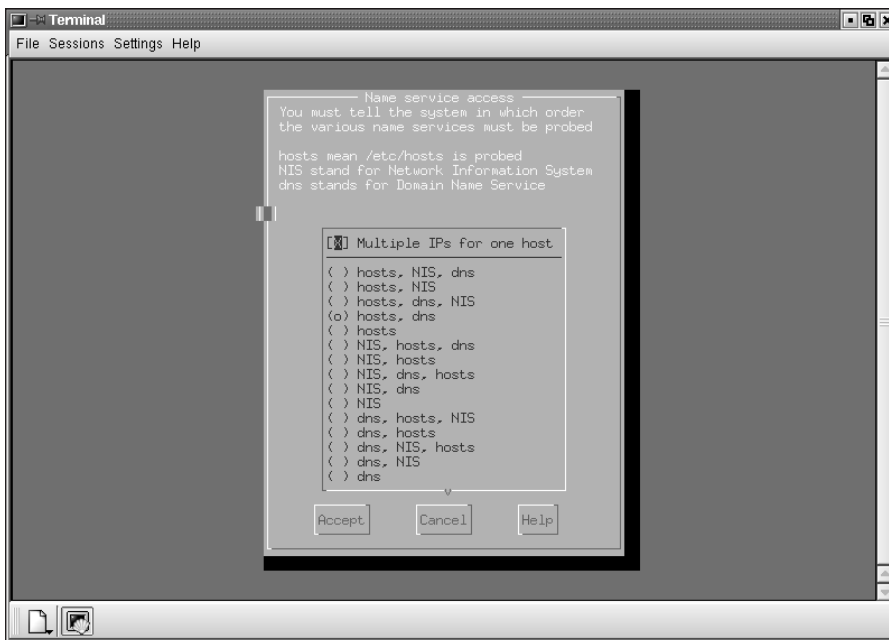 Terminal
File Sessions Settings Help
Name service access
You must tell the system in which order
the various name services must be probed
hosts mean /etc/hosts is probed
NIS stand for Network Information System
dns stands for Domain Name Service
[X] Multiple IPs for one host
( ) hosts, NIS, dns
( ) hosts, NIS
( ) hosts, dns, NIS
(o) hosts, dns
( ) hosts
( ) NIS, hosts, dns
( ) NIS, hosts
( ) NIS, dns, hosts
( ) NIS, dns
( ) NIS
( ) dns, hosts, NIS
( ) dns, hosts
( ) dns, NIS, hosts
( ) dns, NIS
( ) dns
Accept Cancel Help